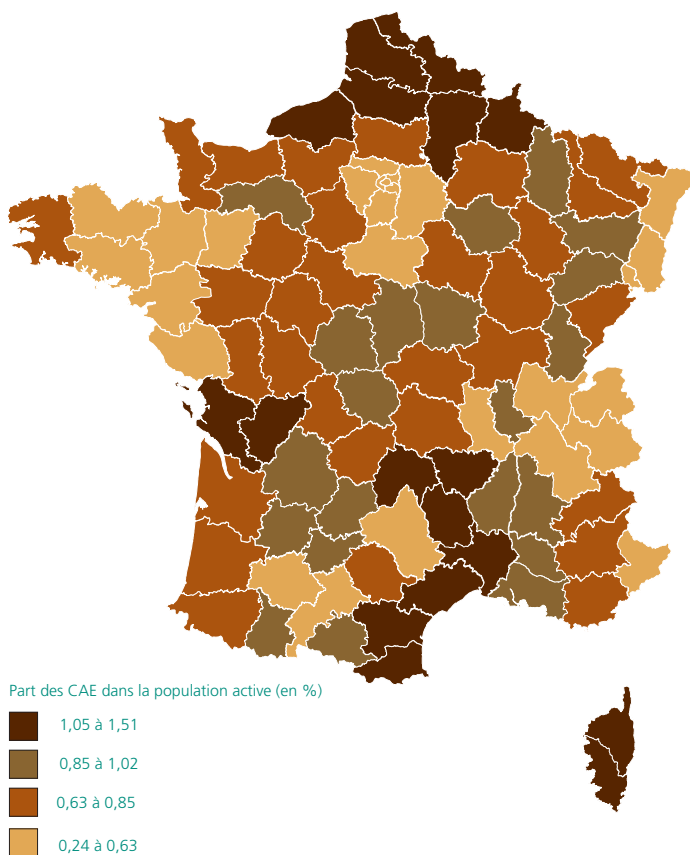 Part des CAE dans la population active (en %)
1,05 à 1,51
0,85 à 1,02
0,63 à 0,85
0,24 à 0,63